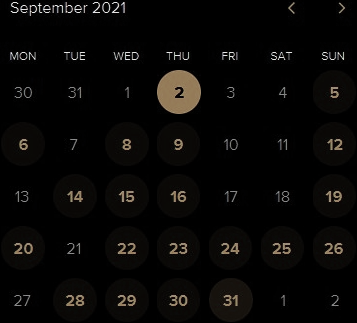 September 2021
MON TUE WED THU FRI SAT SUN
30 31 1 2 3 4 5
6 7 8 9 10 11 12
13 14 15 16 17 18 19
20 21 22 23 24 25 26
27 28 29 30 31 1 2